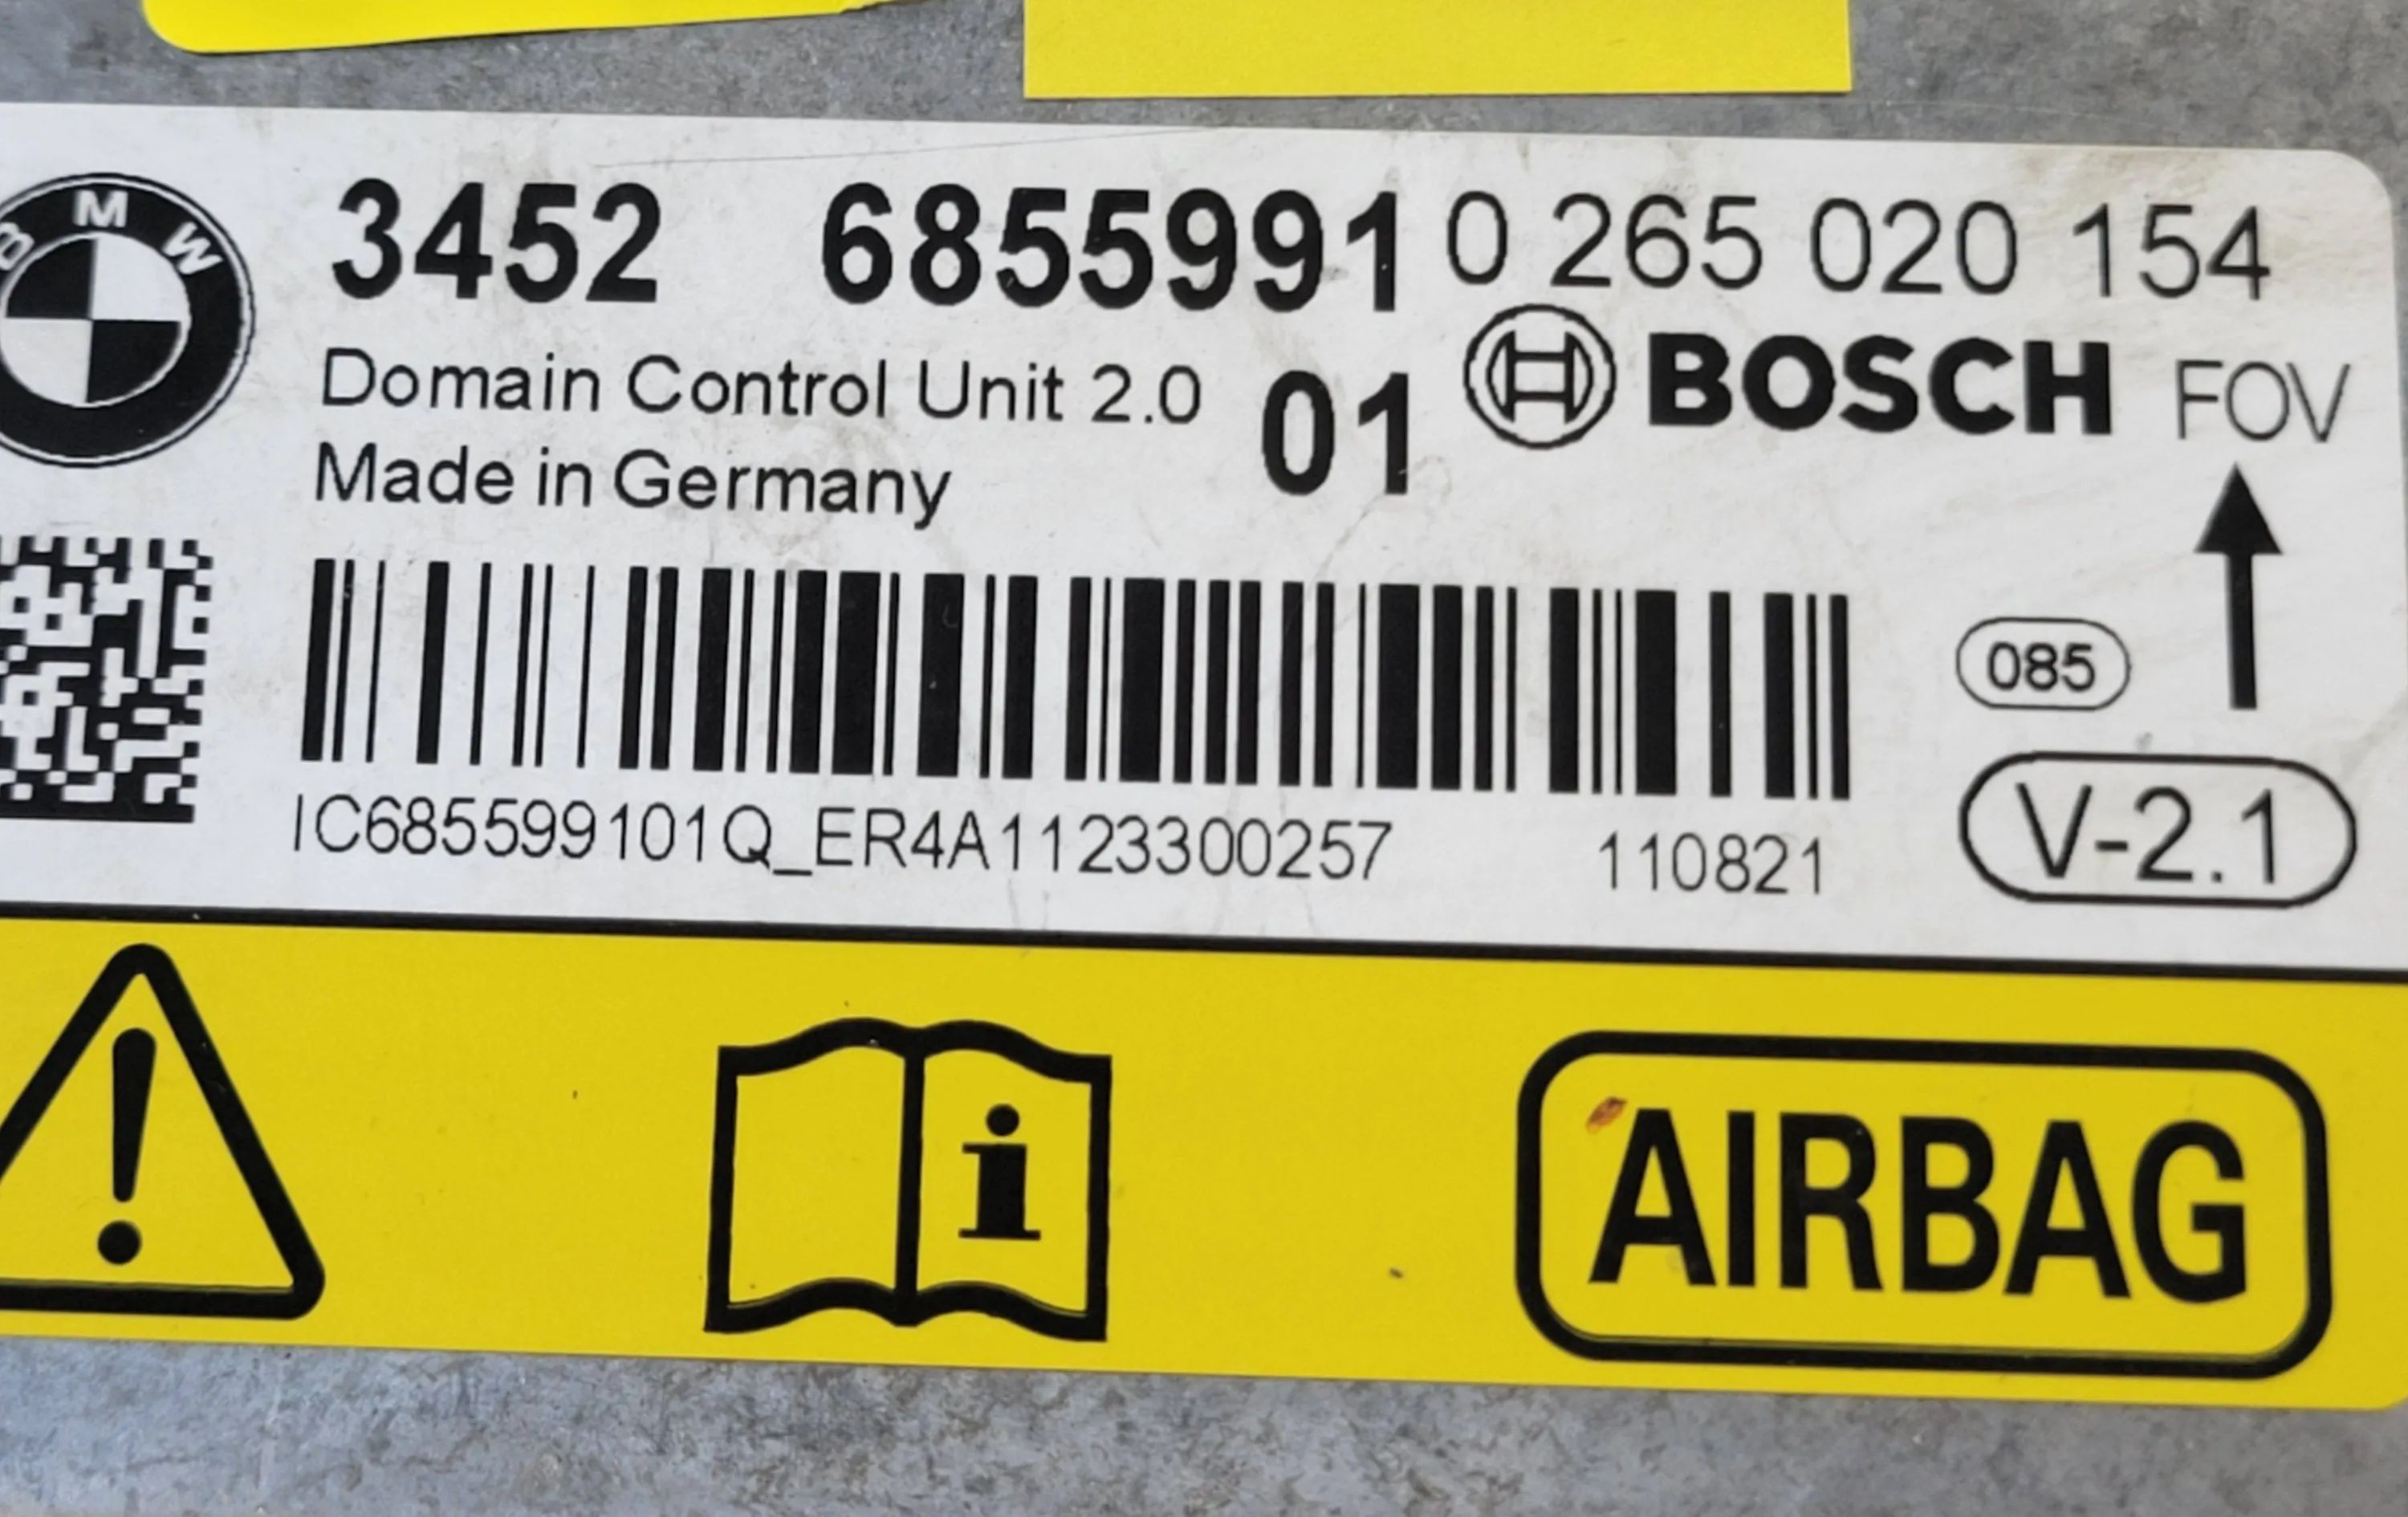 BMW
3452 6855991 0 265 020 154
Domain Control Unit 2.0 01 BOSCH FOV
Made in Germany
085
IC685599101Q_ER4A1123300257 110821 V-2.1
i AIRBAG